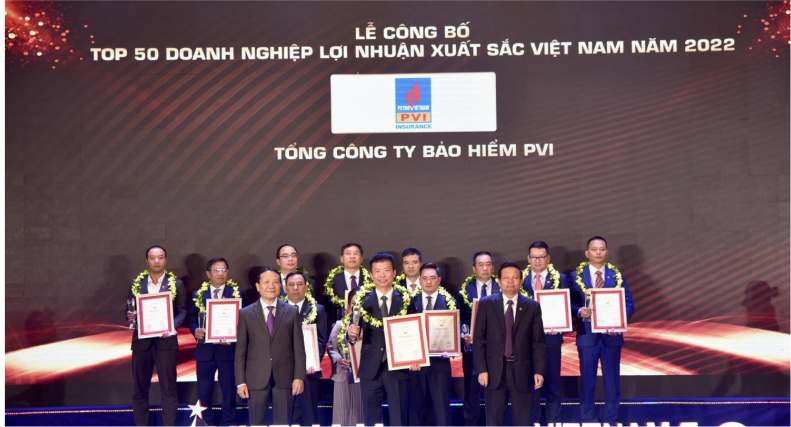 LỄ CÔNG BỐ
TOP 50 DOANH NGHIỆP LỢI NHUẬN XUẤT SẮC VIỆT NAM NĂM 2022
PETROVIETNAM
PVI
INSURANCE
TỔNG CÔNG TY BẢO HIỂM PVI